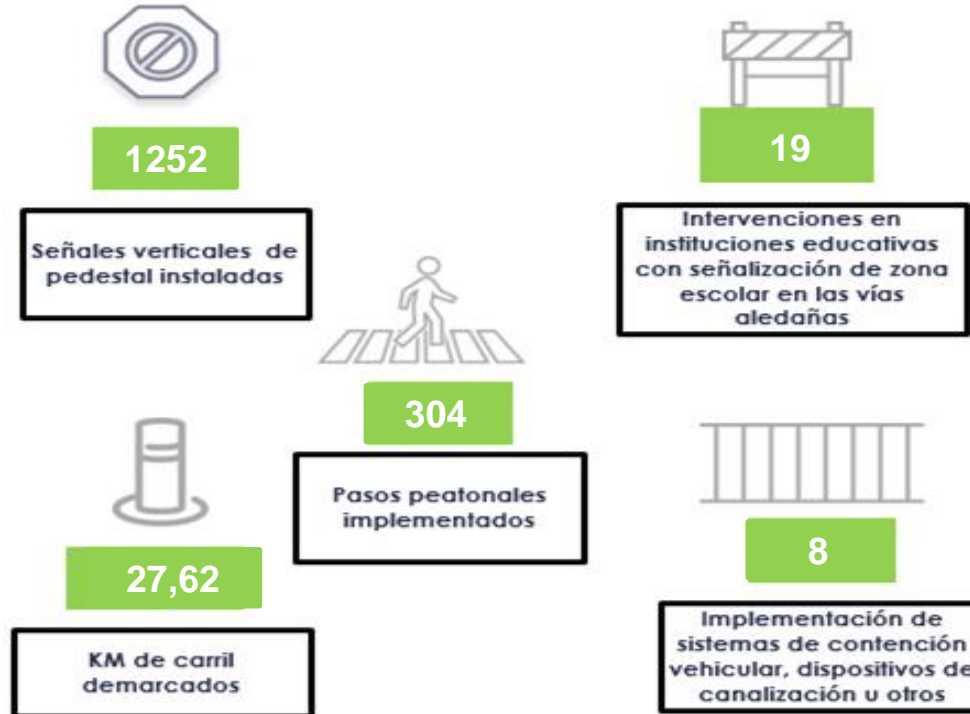 1252
Señales verticales de
pedestal instaladas
19
Intervenciones en
instituciones educativas
con señalización de zona
escolar en las vías
aledañas
304
Pasos peatonales
implementados
27,62
KM de carril
demarcados
8
Implementación de
sistemas de contención
vehicular, dispositivos de
canalización u otros